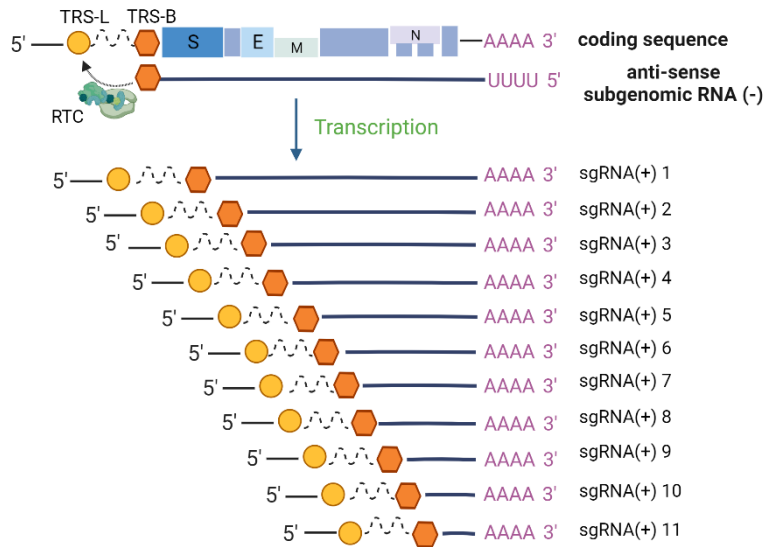 TRS-L TRS-B
5' S E M N AAAA 3' coding sequence
UUUU 5' anti-sense
subgenomic RNA (-)
RTC
Transcription
5' AAAA 3' sgRNA(+) 1
5' AAAA 3' sgRNA(+) 2
5' AAAA 3' sgRNA(+) 3
5' AAAA 3' sgRNA(+) 4
5' AAAA 3' sgRNA(+) 5
5' AAAA 3' sgRNA(+) 6
5' AAAA 3' sgRNA(+) 7
5' AAAA 3' sgRNA(+) 8
5' AAAA 3' sgRNA(+) 9
5' AAAA 3' sgRNA(+) 10
5' AAAA 3' sgRNA(+) 11